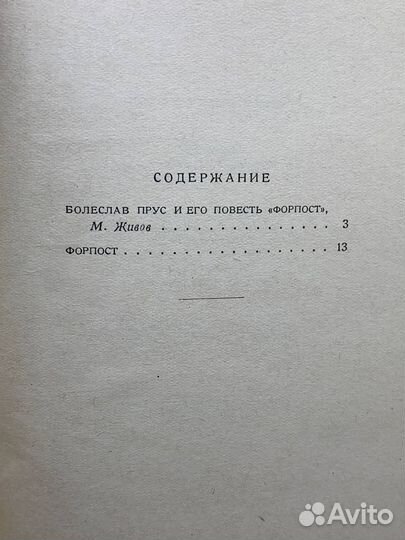 СОДЕРЖАНИЕ
БОЛЕСЛАВ ПРУС И ЕГО ПОВЕСТЬ «ФОРПОСТ»,
М. Живов . . . . . . . . . . . . . . . 3
ФОРПОСТ . . . . . . . . . . . . . . . . . . 13
Avito